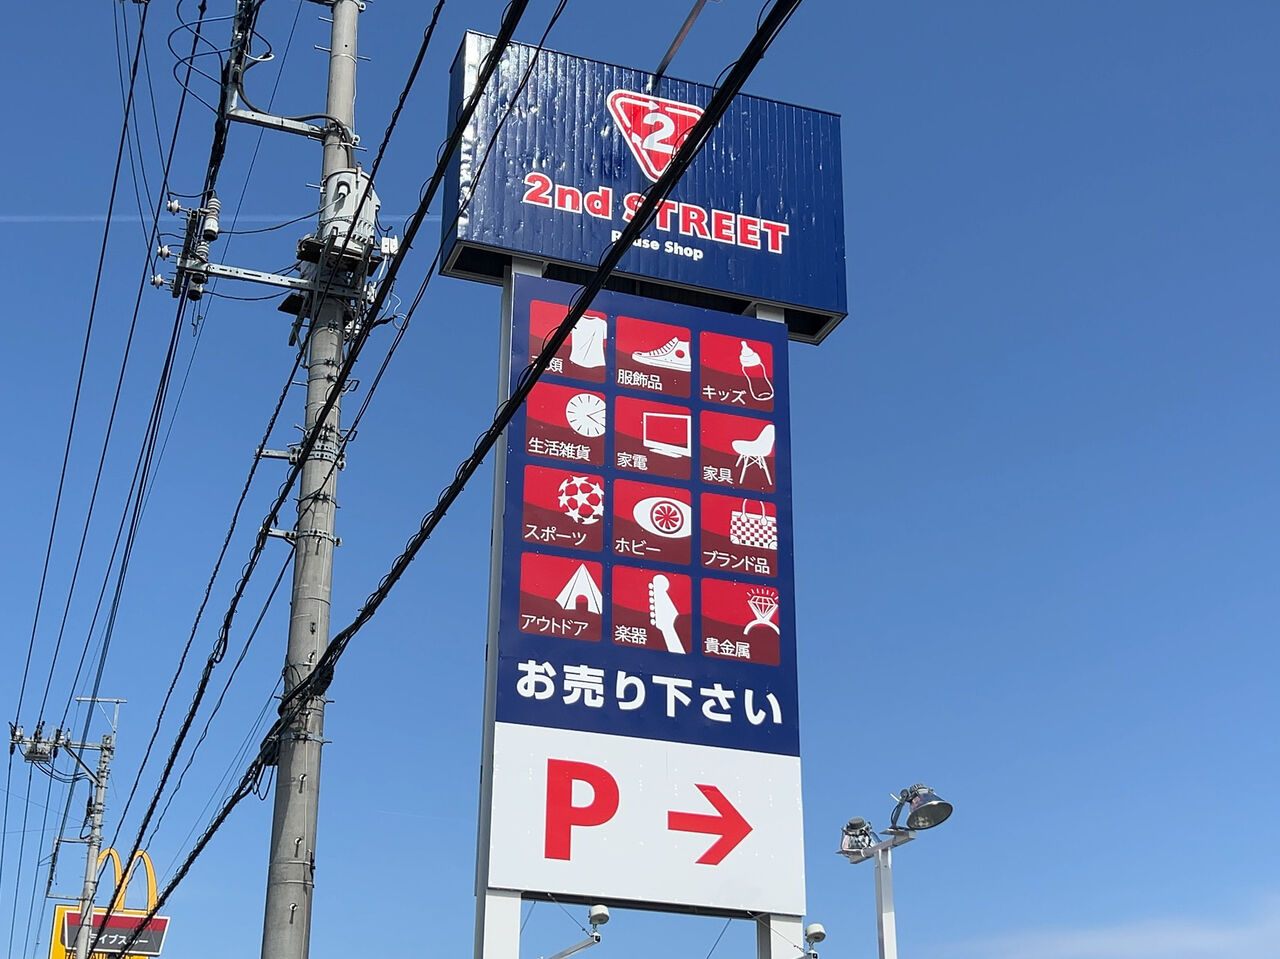 2
2nd STREET
Reuse Shop
服飾品
キッズ
生活雑貨
家電
家具
スポーツ
ホビー
ブランド品
アウトドア
楽器
貴金属
お売り下さい
P